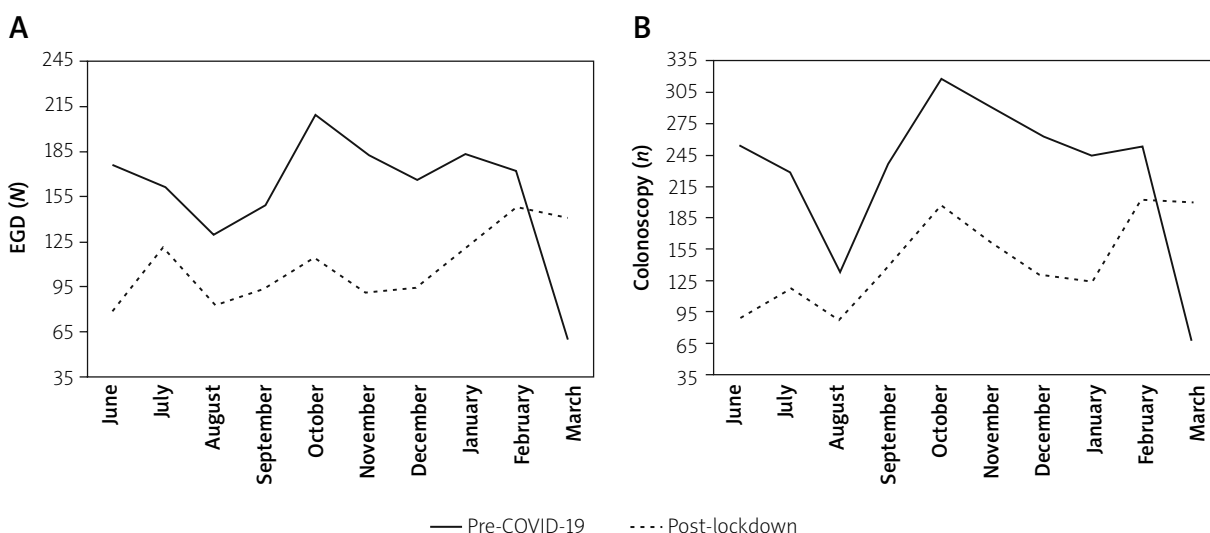 A
EGD (N)
245
215
185
155
125
95
65
35
June
July
August
September
October
November
December
January
February
March
B
Colonoscopy (n)
335
305
275
245
215
185
155
125
95
65
35
June
July
August
September
October
November
December
January
February
March
Pre-COVID-19
Post-lockdown